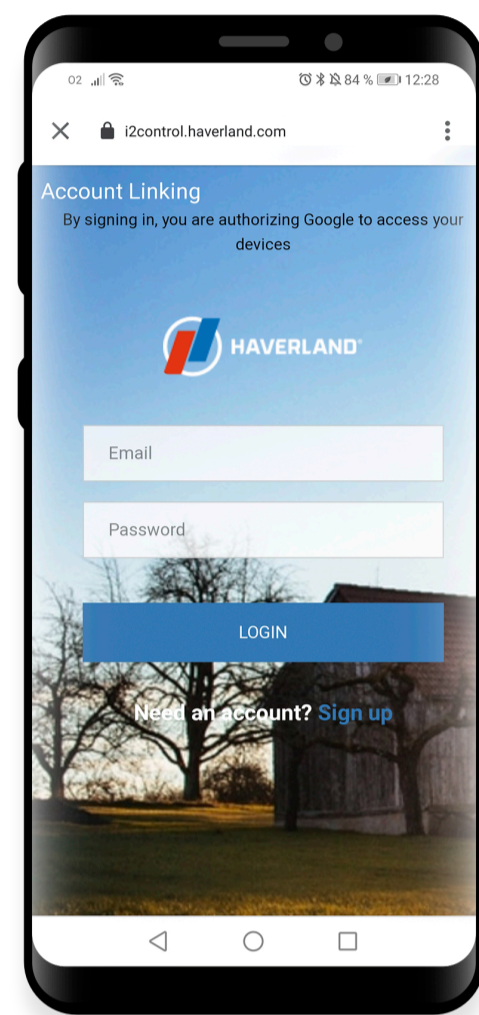 O2 84 % 12:28
i2control.haverland.com
Account Linking
By signing in, you are authorizing Google to access your
devices
HAVERLAND®
Email
Password
LOGIN
Need an account? Sign up